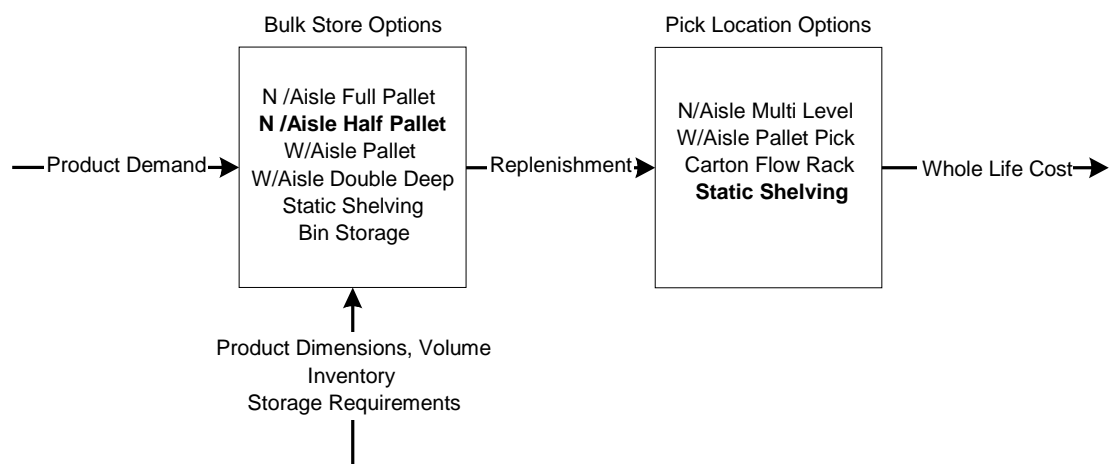 Bulk Store Options
N /Aisle Full Pallet
N /Aisle Half Pallet
W/Aisle Pallet
W/Aisle Double Deep
Static Shelving
Bin Storage
Pick Location Options
N/Aisle Multi Level
W/Aisle Pallet Pick
Carton Flow Rack
Static Shelving
Product Demand
Replenishment
Whole Life Cost
Product Dimensions, Volume
Inventory
Storage Requirements